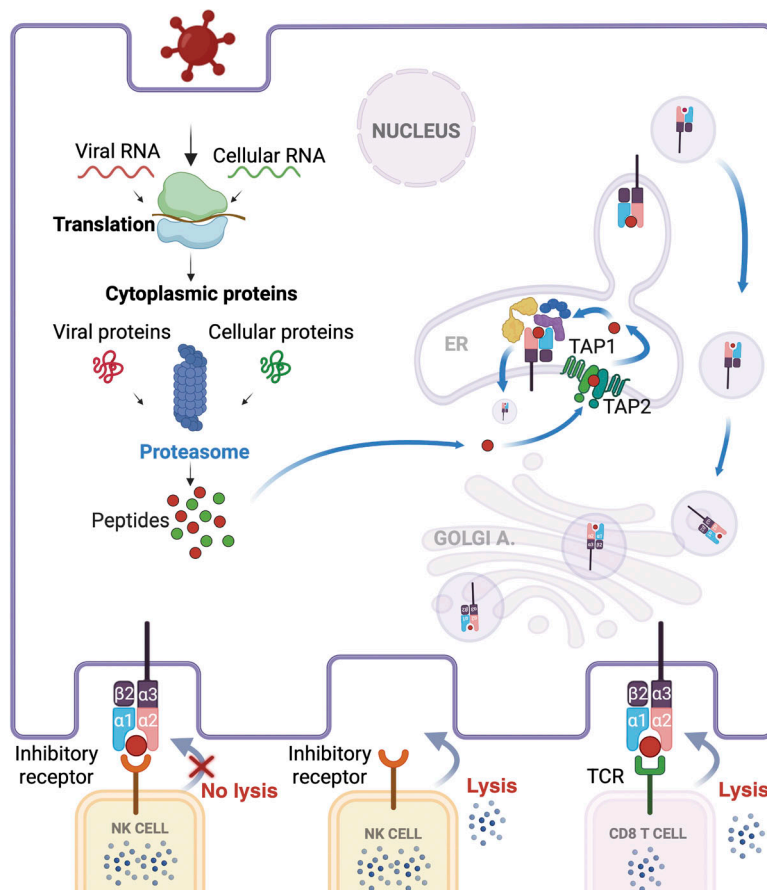 NUCLEUS
Viral RNA
Cellular RNA
Translation
Cytoplasmic proteins
Viral proteins
Cellular proteins
Proteasome
Peptides
ER
TAP1
TAP2
GOLGI A.
β2 α3
α1 α2
Inhibitory
receptor
No lysis
NK CELL
Inhibitory
receptor
Lysis
NK CELL
β2 α3
α1 α2
TCR
Lysis
CD8 T CELL